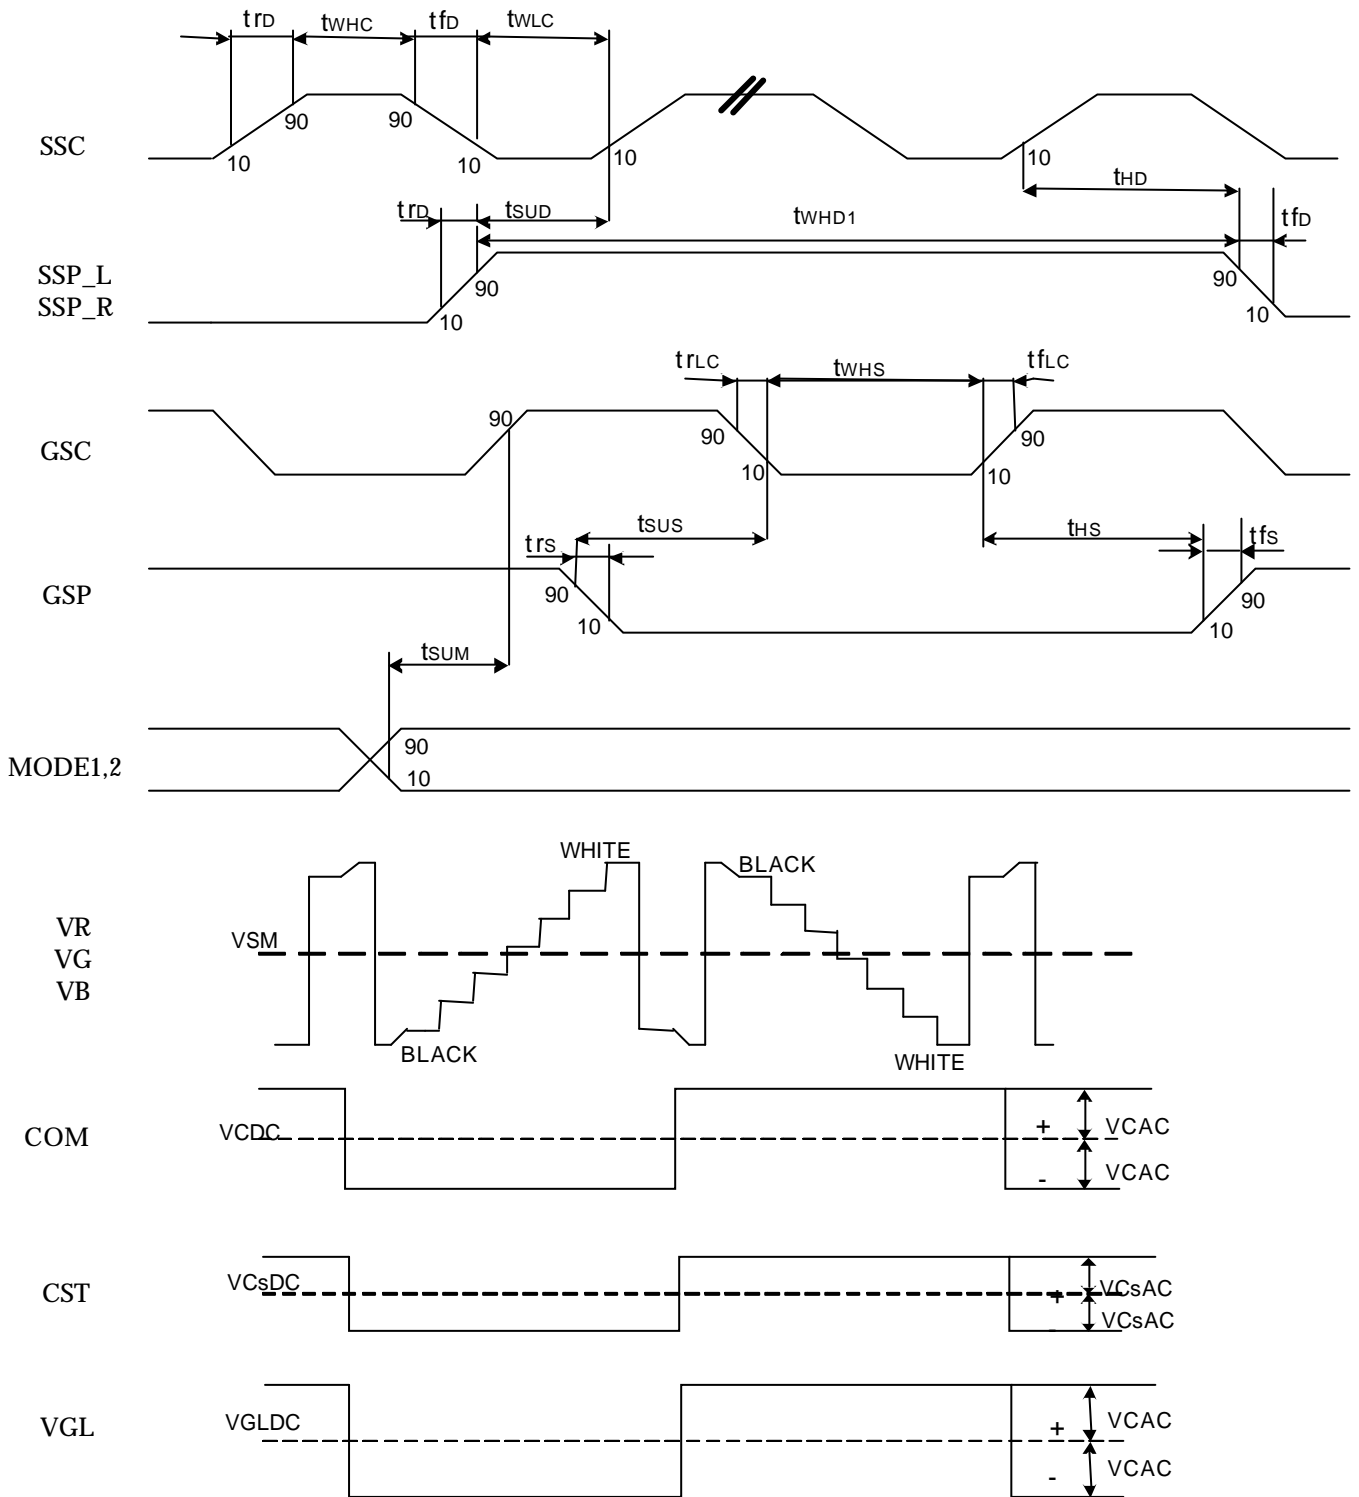 trD tWHC tfD tWLC
SSC
90 90
10 10 10 10
tHD
trD tSUD tWHD1 tfD
SSP_L
SSP_R
90 90
10 10
trLC tWHS tfLC
GSC
90 90 90
10 10
tSUS tHS
trS tfS
GSP
90 90
10 10
tSUM
MODE1,2
90
10
WHITE BLACK
VR
VG
VB
VSM
BLACK WHITE
COM
VCDC + VCAC
- VCAC
CST
VCsDC + VCsAC
- VCsAC
VGL
VGLDC + VCAC
- VCAC